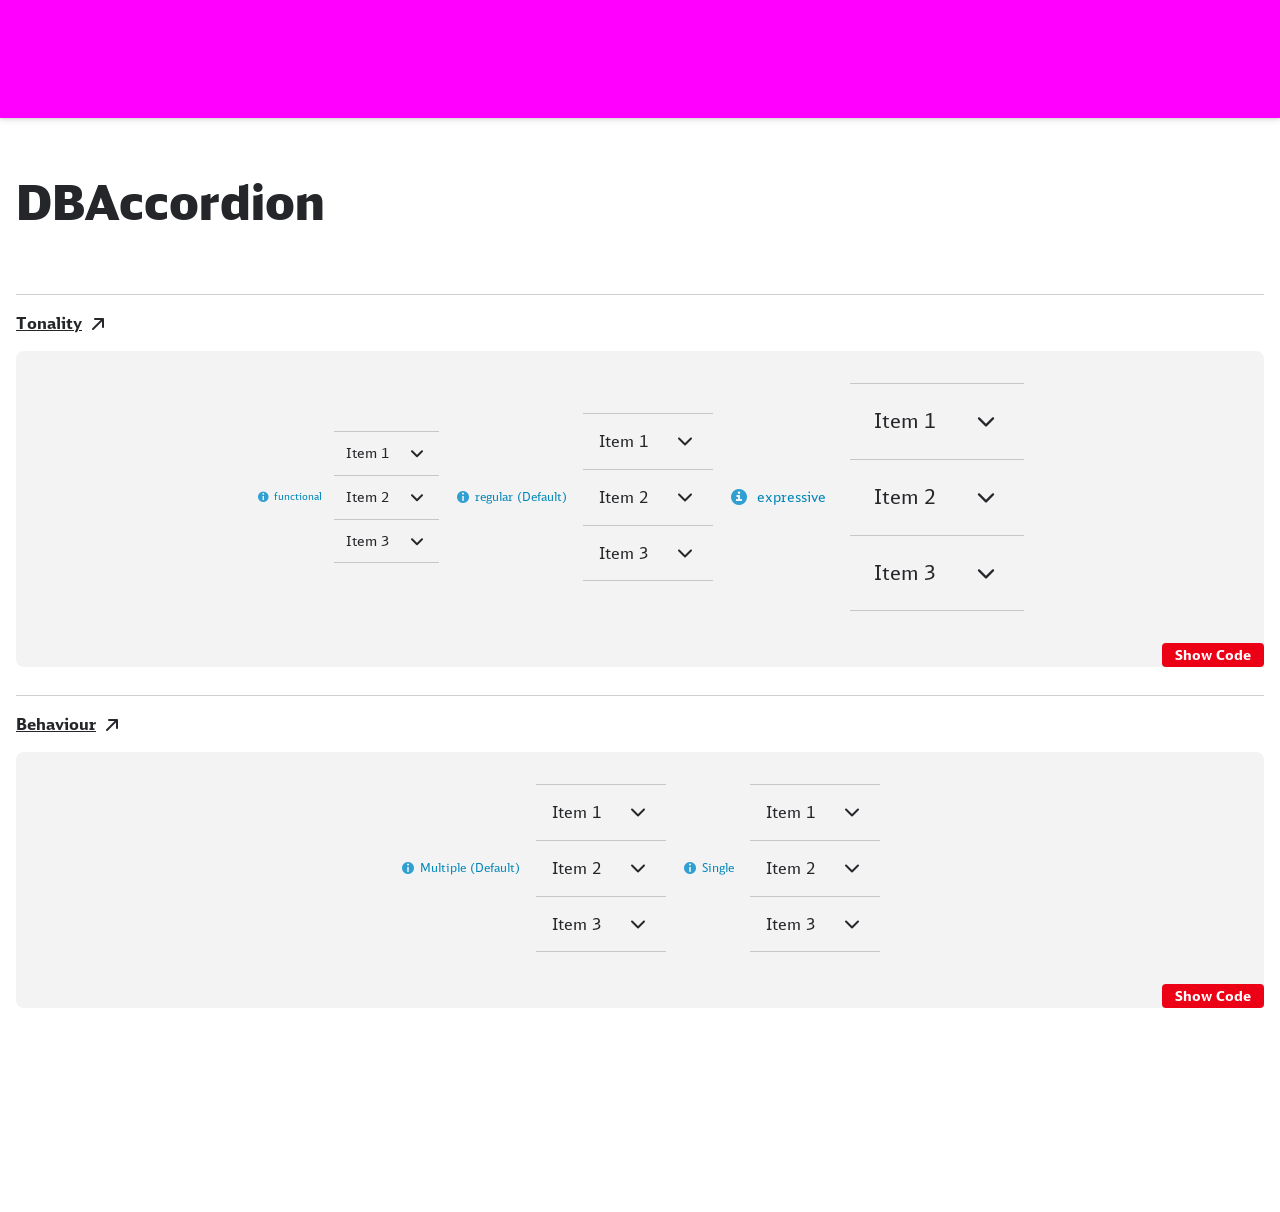 DBAccordion
Tonality
functional
Item 1
Item 2
Item 3
regular (Default)
Item 1
Item 2
Item 3
expressive
Item 1
Item 2
Item 3
Show Code
Behaviour
Multiple (Default)
Item 1
Item 2
Item 3
Single
Item 1
Item 2
Item 3
Show Code